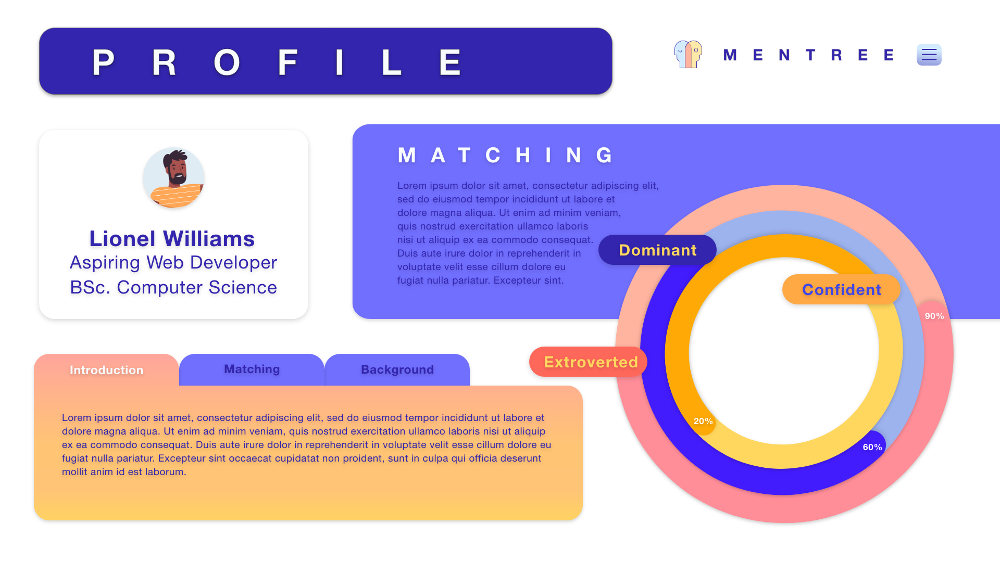 PROFILE
MENTREE
Lionel Williams
Aspiring Web Developer
BSc. Computer Science
MATCHING
Lorem ipsum dolor sit amet, consectetur adipiscing elit,
sed do eiusmod tempor incididunt ut labore et
dolore magna aliqua. Ut enim ad minim veniam,
quis nostrud exercitation ullamco laboris
nisi ut aliquip ex ea commodo consequat.
Duis aute irure dolor in reprehenderit in
voluptate velit esse cillum dolore eu
fugiat nulla pariatur. Excepteur sint.
Dominant
Confident
90%
Extroverted
20%
60%
Introduction
Matching
Background
Lorem ipsum dolor sit amet, consectetur adipiscing elit, sed do eiusmod tempor incididunt ut labore et
dolore magna aliqua. Ut enim ad minim veniam, quis nostrud exercitation ullamco laboris nisi ut aliquip
ex ea commodo consequat. Duis aute irure dolor in reprehenderit in voluptate velit esse cillum dolore eu
fugiat nulla pariatur. Excepteur sint occaecat cupidatat non proident, sunt in culpa qui officia deserunt
mollit anim id est laborum.